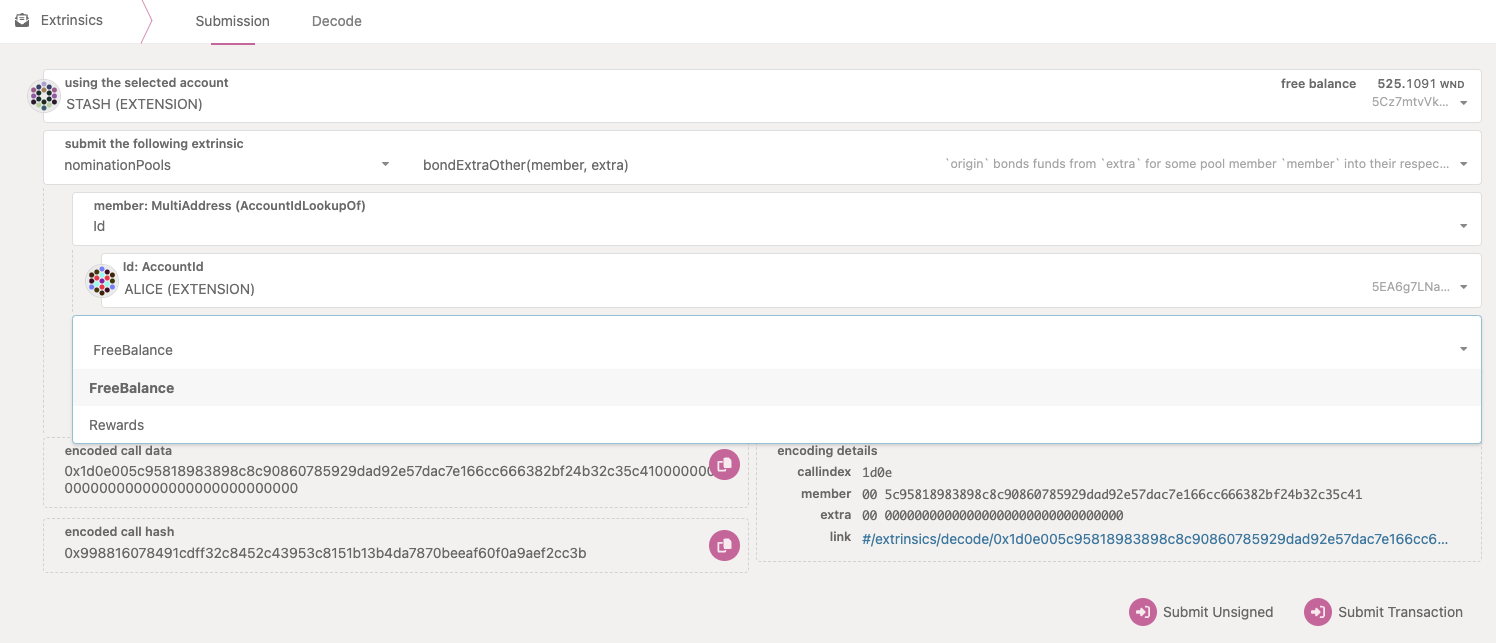 Extrinsics
Submission
Decode
using the selected account
STASH (EXTENSION)
free balance 525.1091 WND
5Cz7mtvVk...
submit the following extrinsic
nominationPools
bondExtraOther(member, extra)
`origin` bonds funds from `extra` for some pool member `member` into their respec...
member: MultiAddress (AccountIdLookupOf)
Id
Id: AccountId
ALICE (EXTENSION)
5EA6g7LNa...
FreeBalance
FreeBalance
Rewards
encoded call data
0x1d0e005c95818983898c8c90860785929dad92e57dac7e166cc666382bf24b32c35c410000000
000000000000000000000000000
encoded call hash
0x998816078491cdff32c8452c43953c8151b13b4da7870beeaf60f0a9aef2cc3b
encoding details
callindex 1d0e
member 00 5c95818983898c8c90860785929dad92e57dac7e166cc666382bf24b32c35c41
extra 00 00000000000000000000000000000000
link #/extrinsics/decode/0x1d0e005c95818983898c8c90860785929dad92e57dac7e166cc6...
Submit Unsigned
Submit Transaction